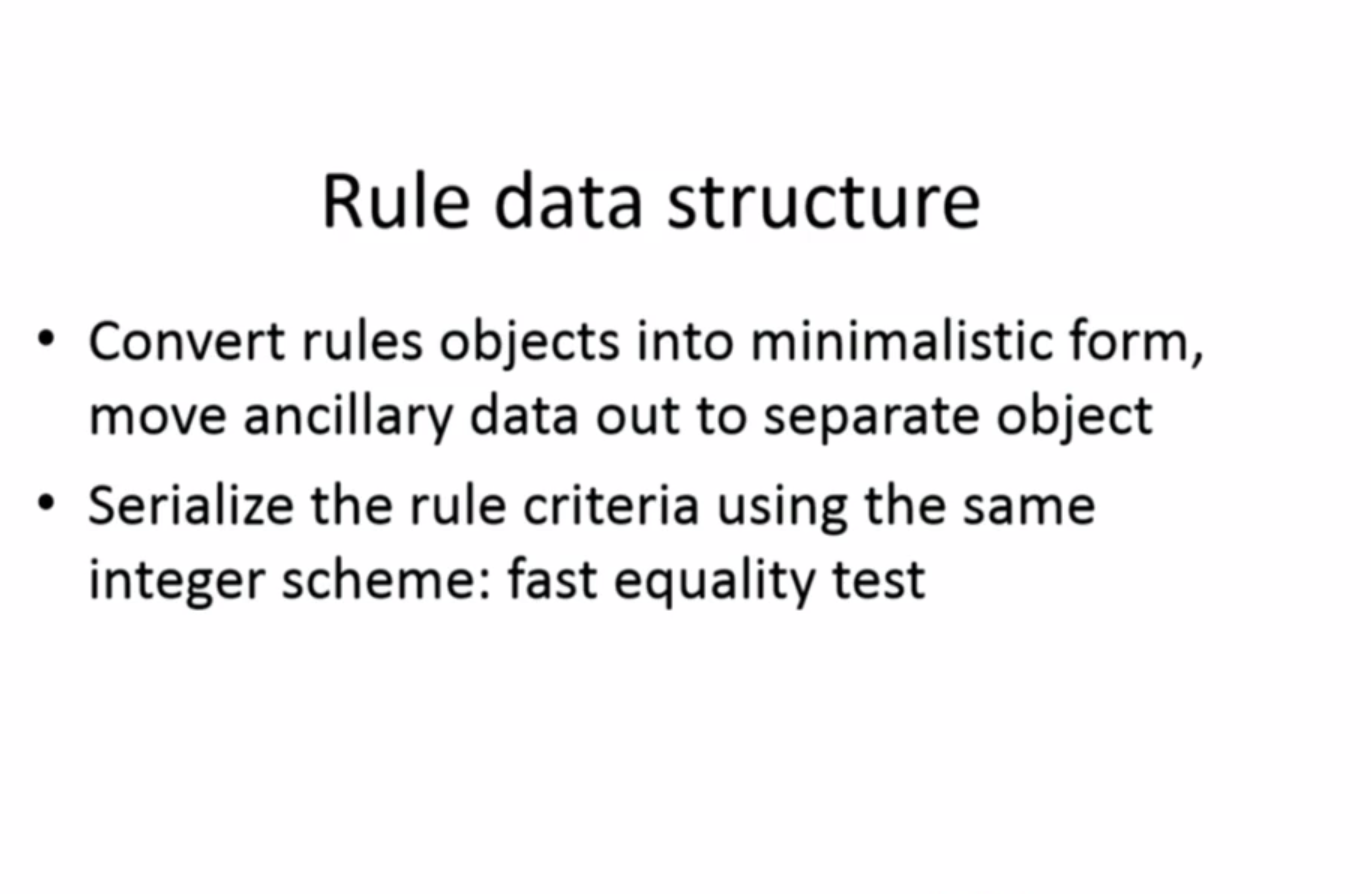 Rule data structure
• Convert rules objects into minimalistic form,
move ancillary data out to separate object
• Serialize the rule criteria using the same
integer scheme: fast equality test